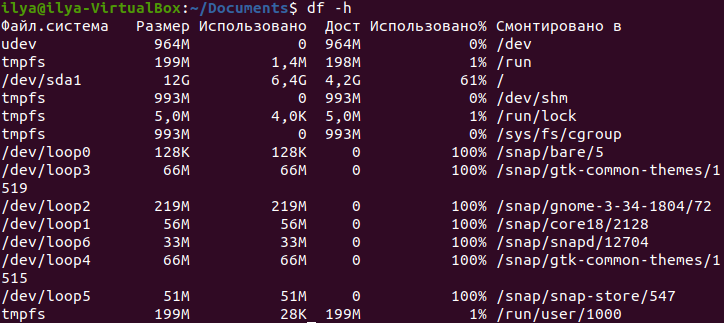 ilya@ilya-VirtualBox:~/Documents$ df -h
Файл.система Размер Использовано Дост Использовано% Смонтировано в
udev 964M 0 964M 0% /dev
tmpfs 199M 1,4M 198M 1% /run
/dev/sda1 12G 6,4G 4,2G 61% /
tmpfs 993M 0 993M 0% /dev/shm
tmpfs 5,0M 4,0K 5,0M 1% /run/lock
tmpfs 993M 0 993M 0% /sys/fs/cgroup
/dev/loop0 128K 128K 0 100% /snap/bare/5
/dev/loop3 66M 66M 0 100% /snap/gtk-common-themes/1
519
/dev/loop2 219M 219M 0 100% /snap/gnome-3-34-1804/72
/dev/loop1 56M 56M 0 100% /snap/core18/2128
/dev/loop6 33M 33M 0 100% /snap/snapd/12704
/dev/loop4 66M 66M 0 100% /snap/gtk-common-themes/1
515
/dev/loop5 51M 51M 0 100% /snap/snap-store/547
tmpfs 199M 28K 199M 1% /run/user/1000